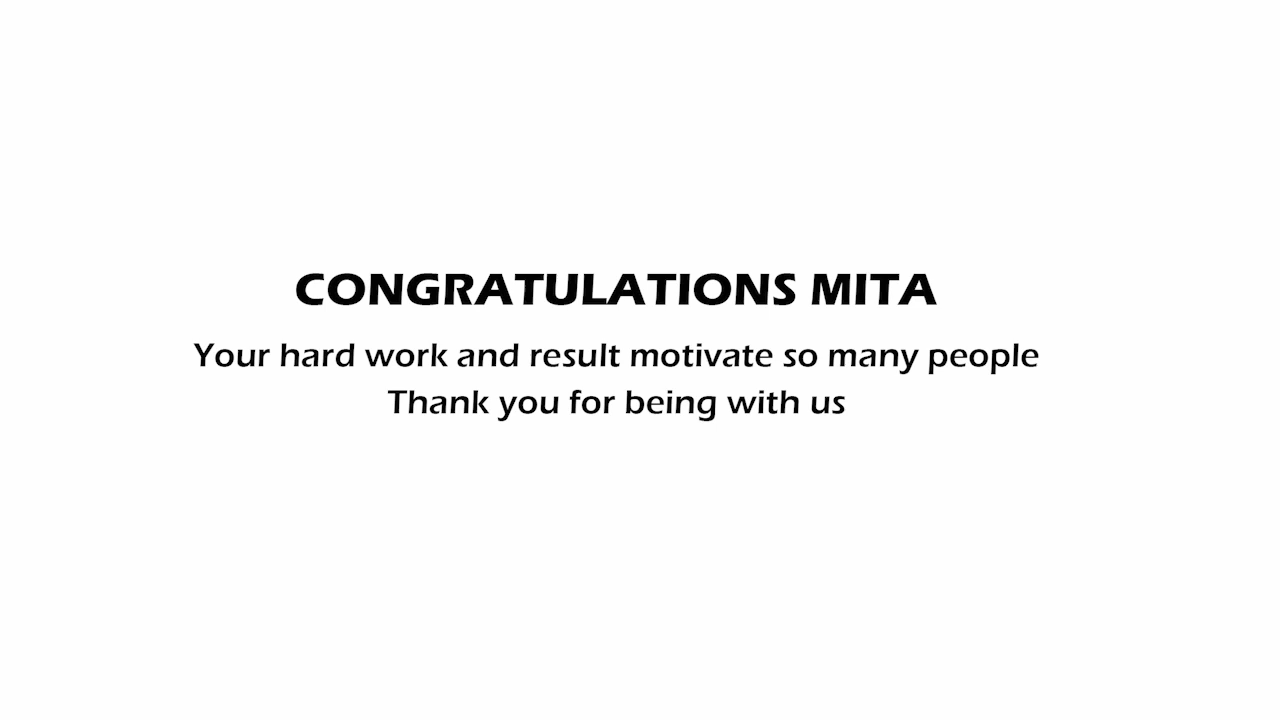 CONGRATULATIONS MITA
Your hard work and result motivate so many people
Thank you for being with us